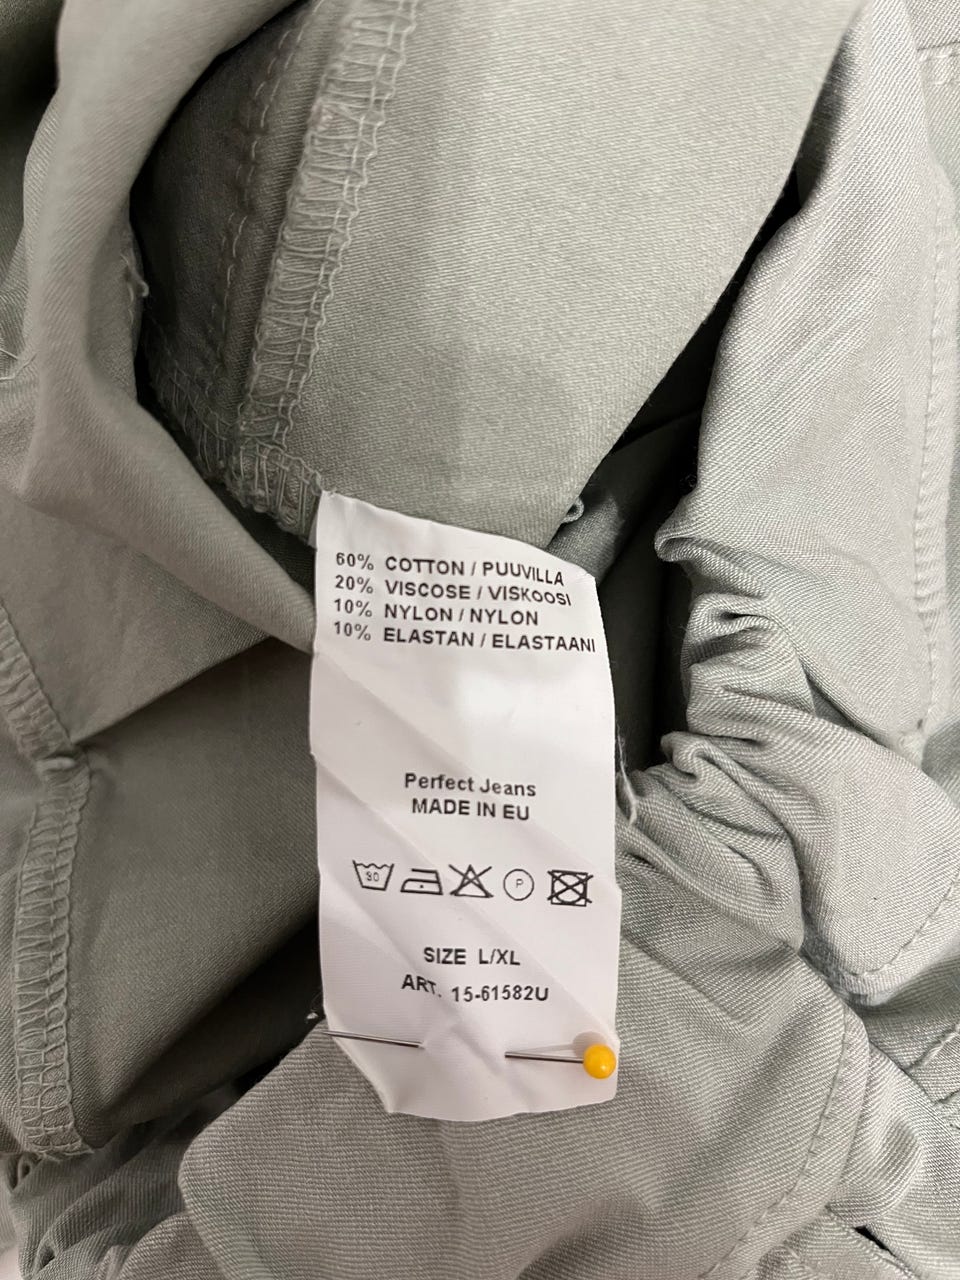 60% COTTON / PUUVILLA
20% VISCOSE / VISKOOSI
10% NYLON / NYLON
10% ELASTAN / ELASTAANI
Perfect Jeans
MADE IN EU
30 P
SIZE L/XL
ART. 15-61582U